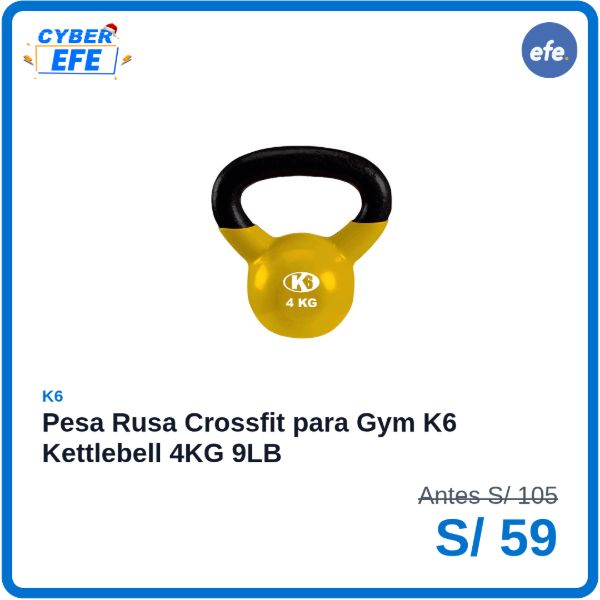 CYBER
EFE
efe.
K6
4 KG
K6
Pesa Rusa Crossfit para Gym K6
Kettlebell 4KG 9LB
Antes S/ 105
S/ 59